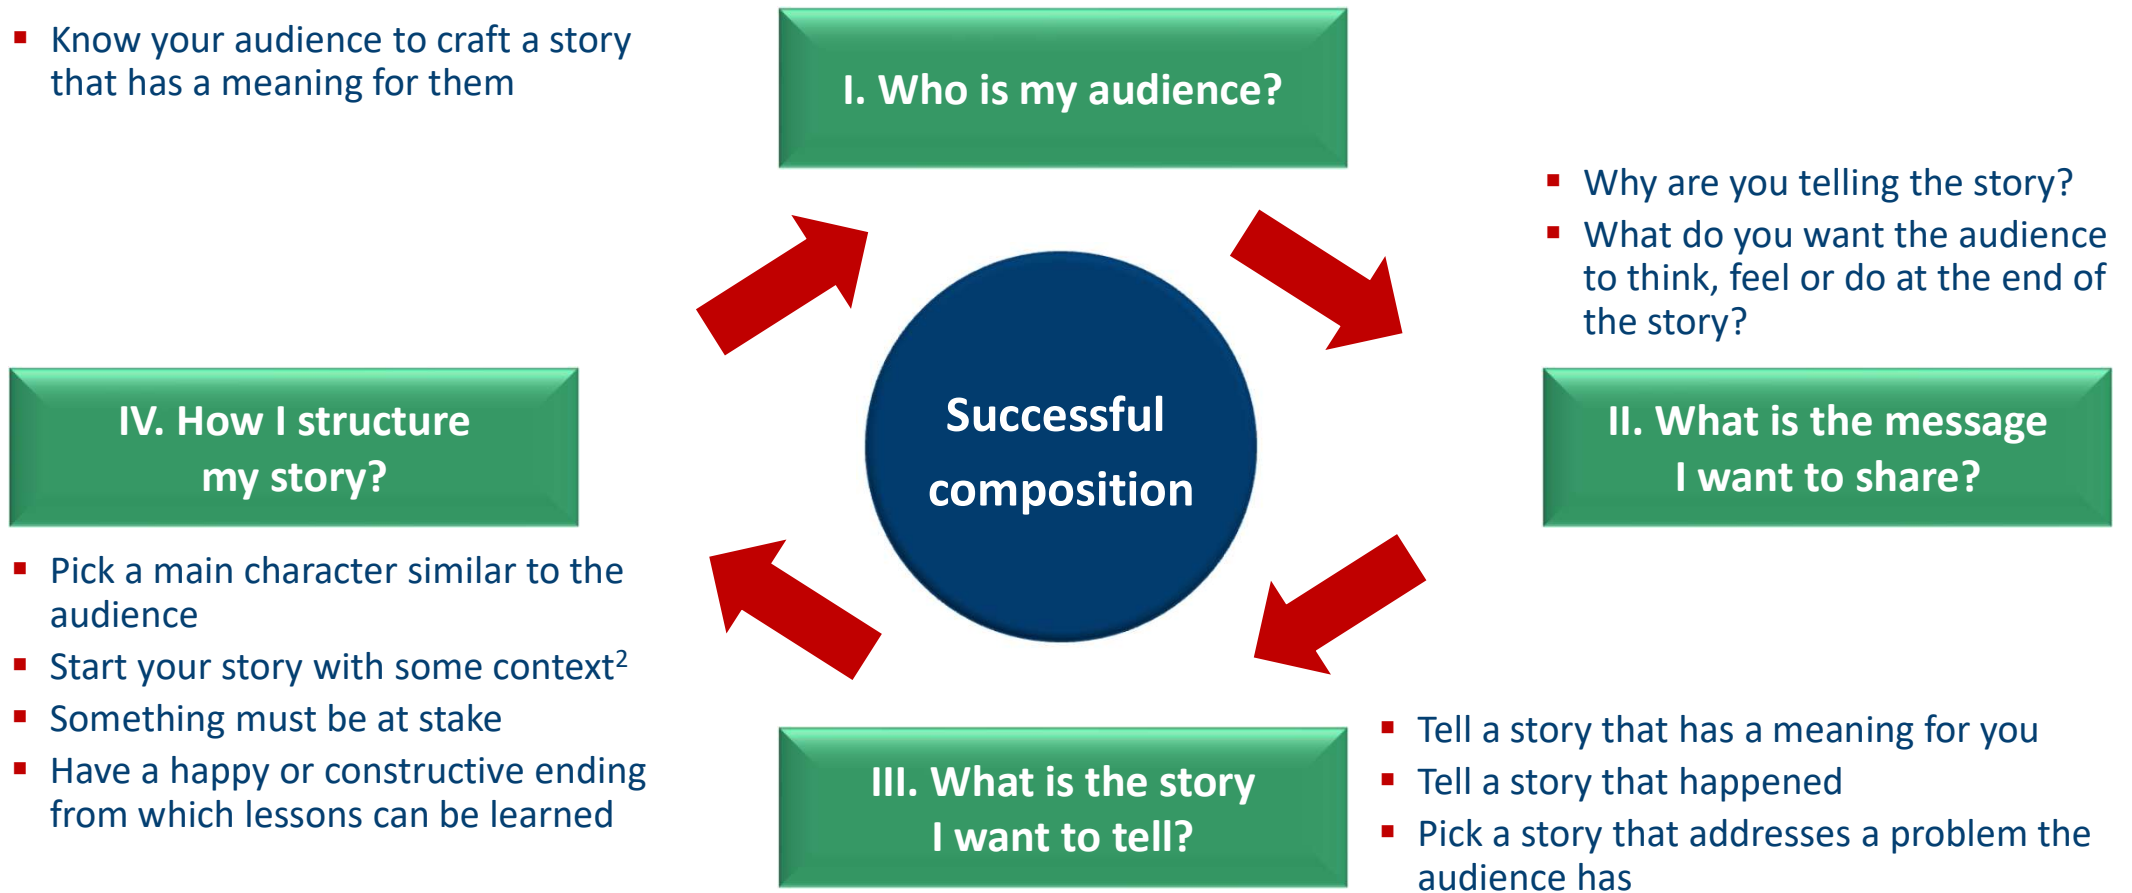 ▪ Know your audience to craft a story
that has a meaning for them
I. Who is my audience?
▪ Why are you telling the story?
▪ What do you want the audience
to think, feel or do at the end of
the story?
II. What is the message
I want to share?
Successful
composition
III. What is the story
I want to tell?
▪ Tell a story that has a meaning for you
▪ Tell a story that happened
▪ Pick a story that addresses a problem the
audience has
IV. How I structure
my story?
▪ Pick a main character similar to the
audience
▪ Start your story with some context²
▪ Something must be at stake
▪ Have a happy or constructive ending
from which lessons can be learned